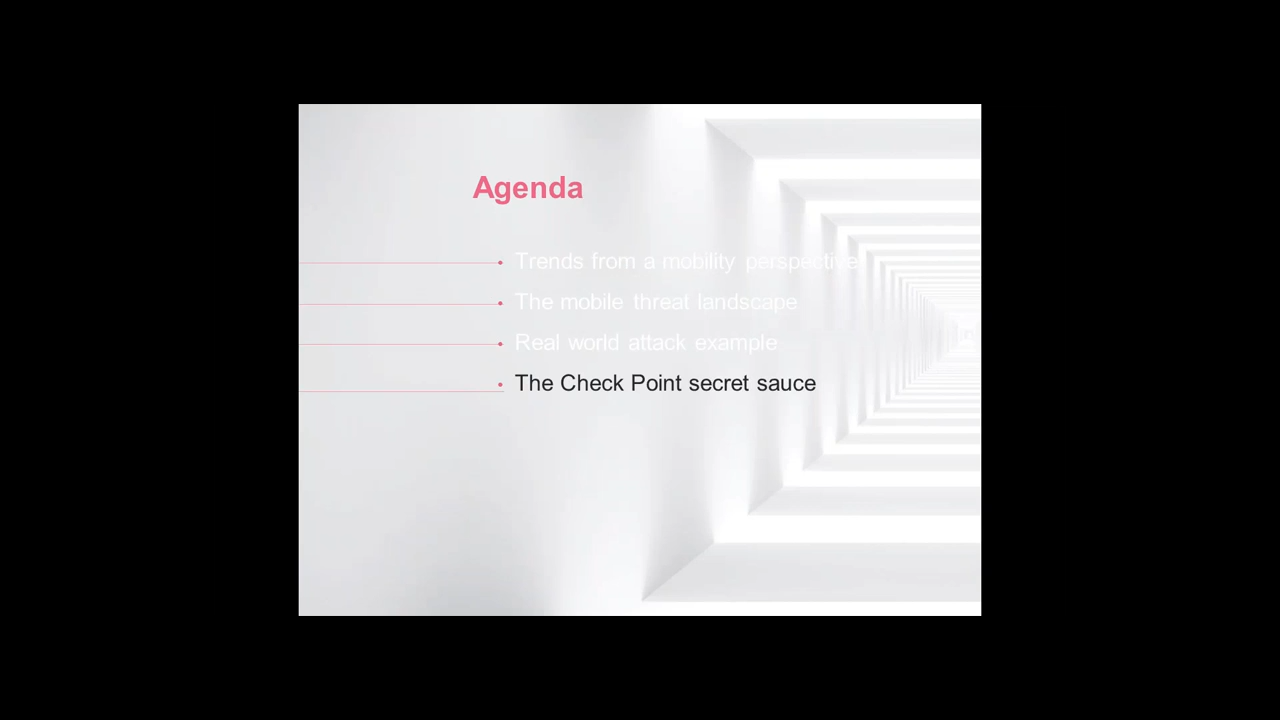 Agenda
Trends from a mobility perspective
The mobile threat landscape
Real world attack example
The Check Point secret sauce